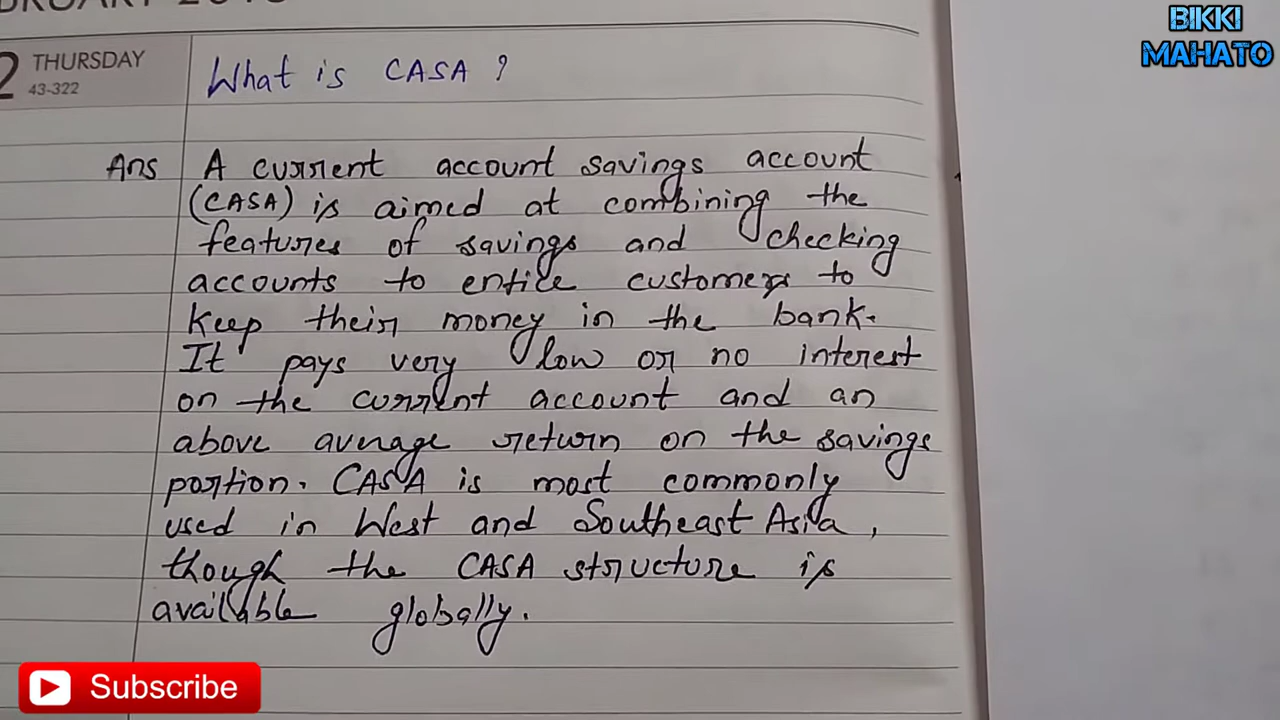 BIKKI
MAHATO
THURSDAY
43-322
What is CASA ?
Ans A current account savings account
(CASA) is aimed at combining the
features of savings and checking
accounts to entice customers to
keep their money in the bank.
It pays very low or no interest
on the current account and an
above average return on the savings
portion. CASA is most commonly
used in West and Southeast Asia,
though the CASA structure is
available globally.
Subscribe